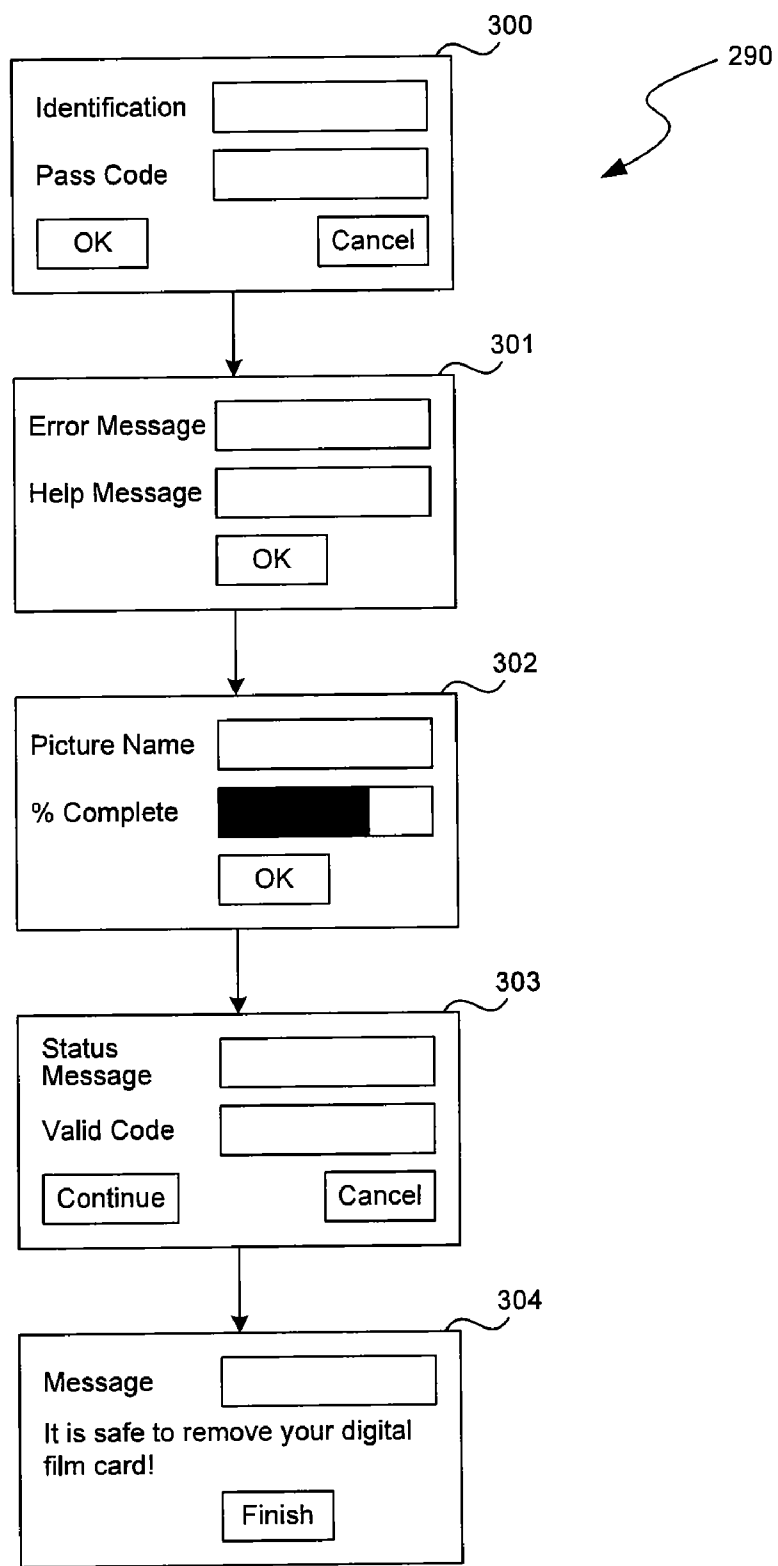 300
290
Identification
Pass Code
OK
Cancel
301
Error Message
Help Message
OK
302
Picture Name
% Complete
OK
303
Status
Message
Valid Code
Continue
Cancel
304
Message
It is safe to remove your digital
film card!
Finish